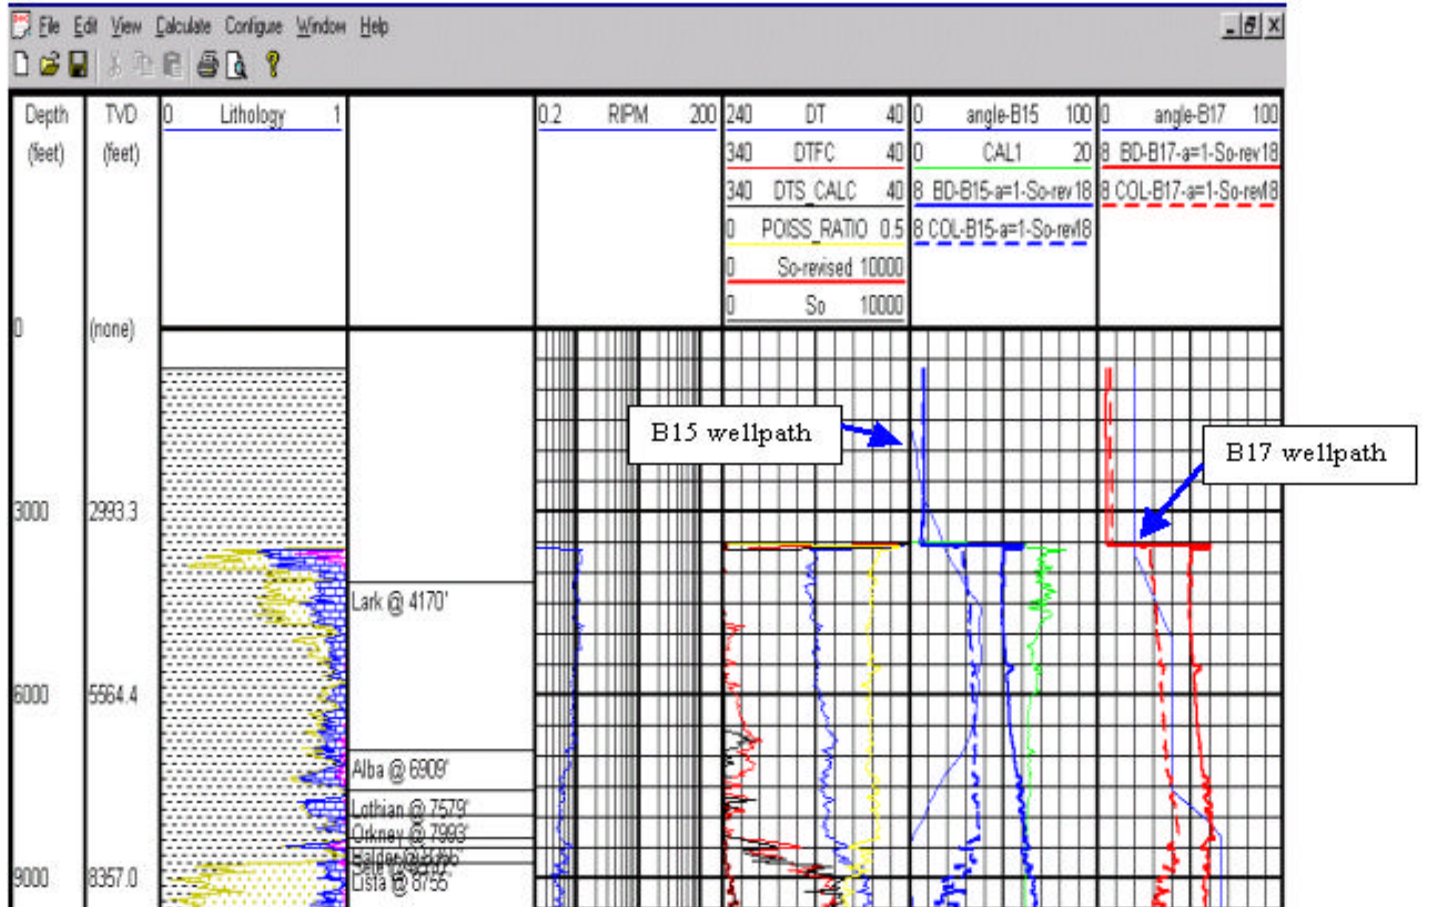 File Edit View Calculate Configure Window Help
Depth TVD 0 Lithology 1 0.2 RIPM 200 240 DT 40 0 angle-B15 100 0 angle-B17 100
(feet) (feet) 340 DTFC 40 0 CAL1 20 8 BD-B17-a=1-So-rev18
340 DTS_CALC 40 8 BD-B15-a=1-So-rev18 8 COL-B17-a=1-So-rev18
0 POISS_RATIO 0.5 8 COL-B15-a=1-So-rev18
0 So-revised 10000
0 So 10000
0 (none)
B15 wellpath
B17 wellpath
3000 2993.3
Lark @ 4170'
6000 5564.4
Alba @ 6909'
Lothian @ 7579'
Orkney @ 7993'
Balder @
Sele @
9000 8357.0 Lista @ 8755'